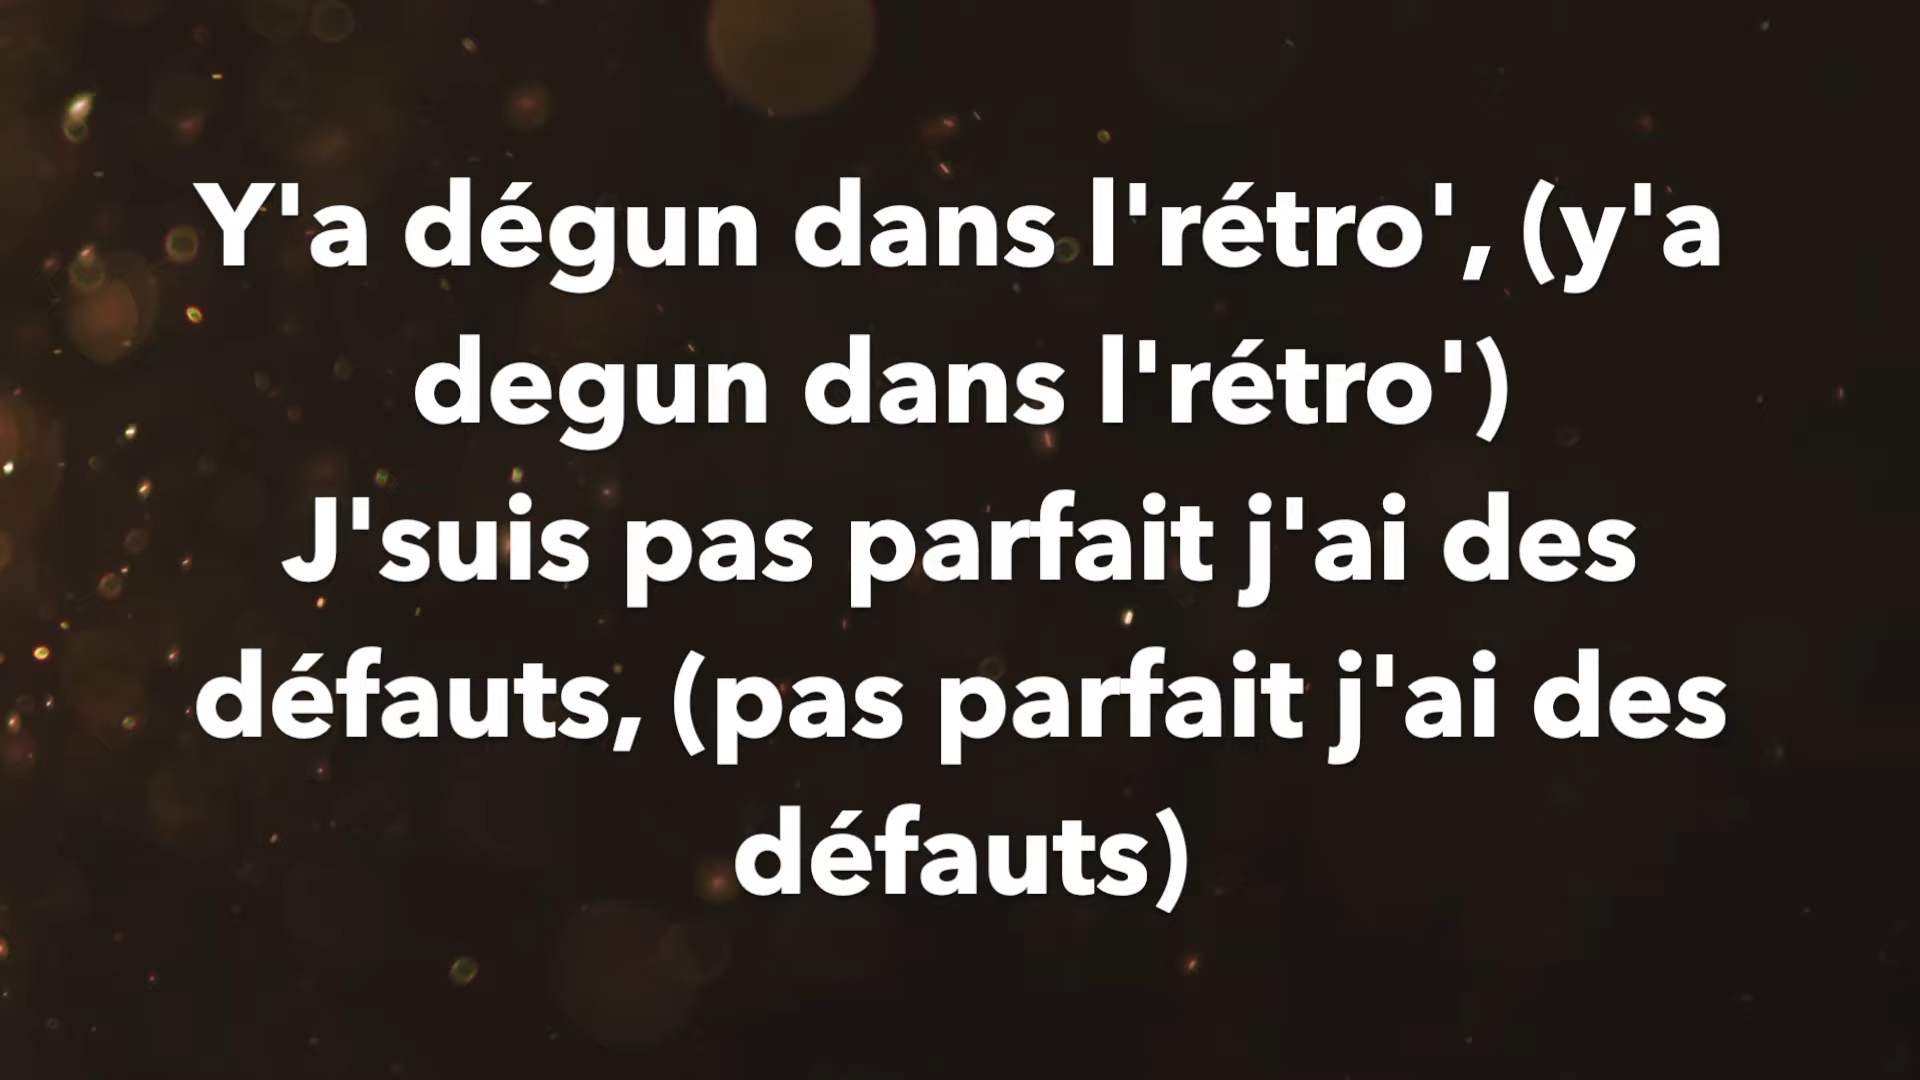 Y'a dégun dans l'rétro', (y'a
degun dans l'rétro')
J'suis pas parfait j'ai des
défauts, (pas parfait j'ai des
défauts)